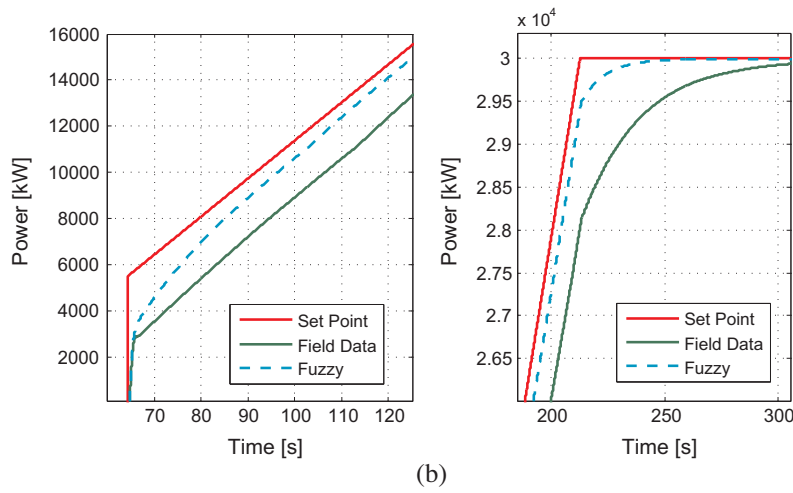 16000
14000
12000
10000
8000
6000
4000
2000
Power [kW]
70 80 90 100 110 120
Time [s]
Set Point
Field Data
Fuzzy
x 10⁴
3
2.95
2.9
2.85
2.8
2.75
2.7
2.65
Power [kW]
200 250 300
Time [s]
Set Point
Field Data
Fuzzy
(b)